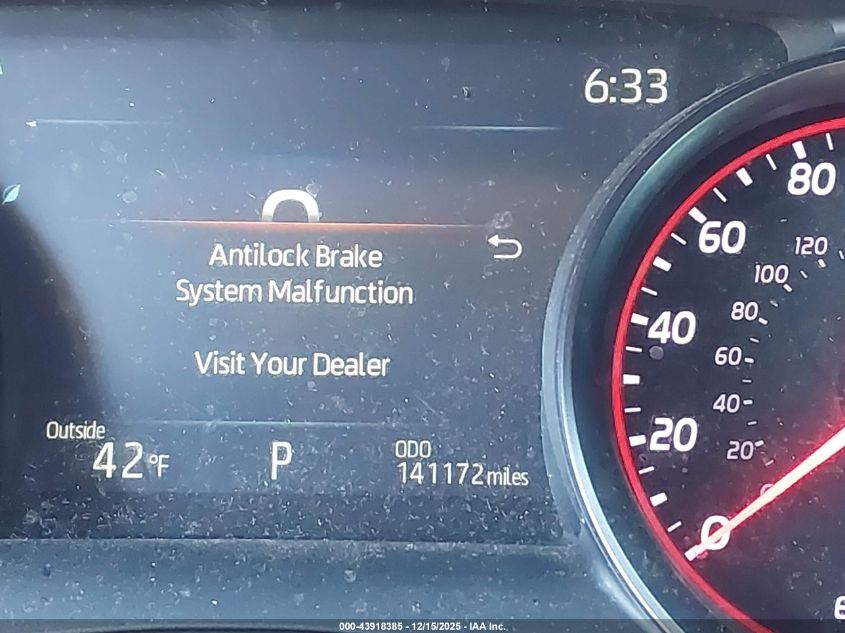 6:33
Antilock Brake
System Malfunction
Visit Your Dealer
Outside
42°F
P
ODO
141172 miles
80
60
40
20
0
120
100
80
60
40
20
0
000-43918385 - 12/15/2025 - IAA Inc.